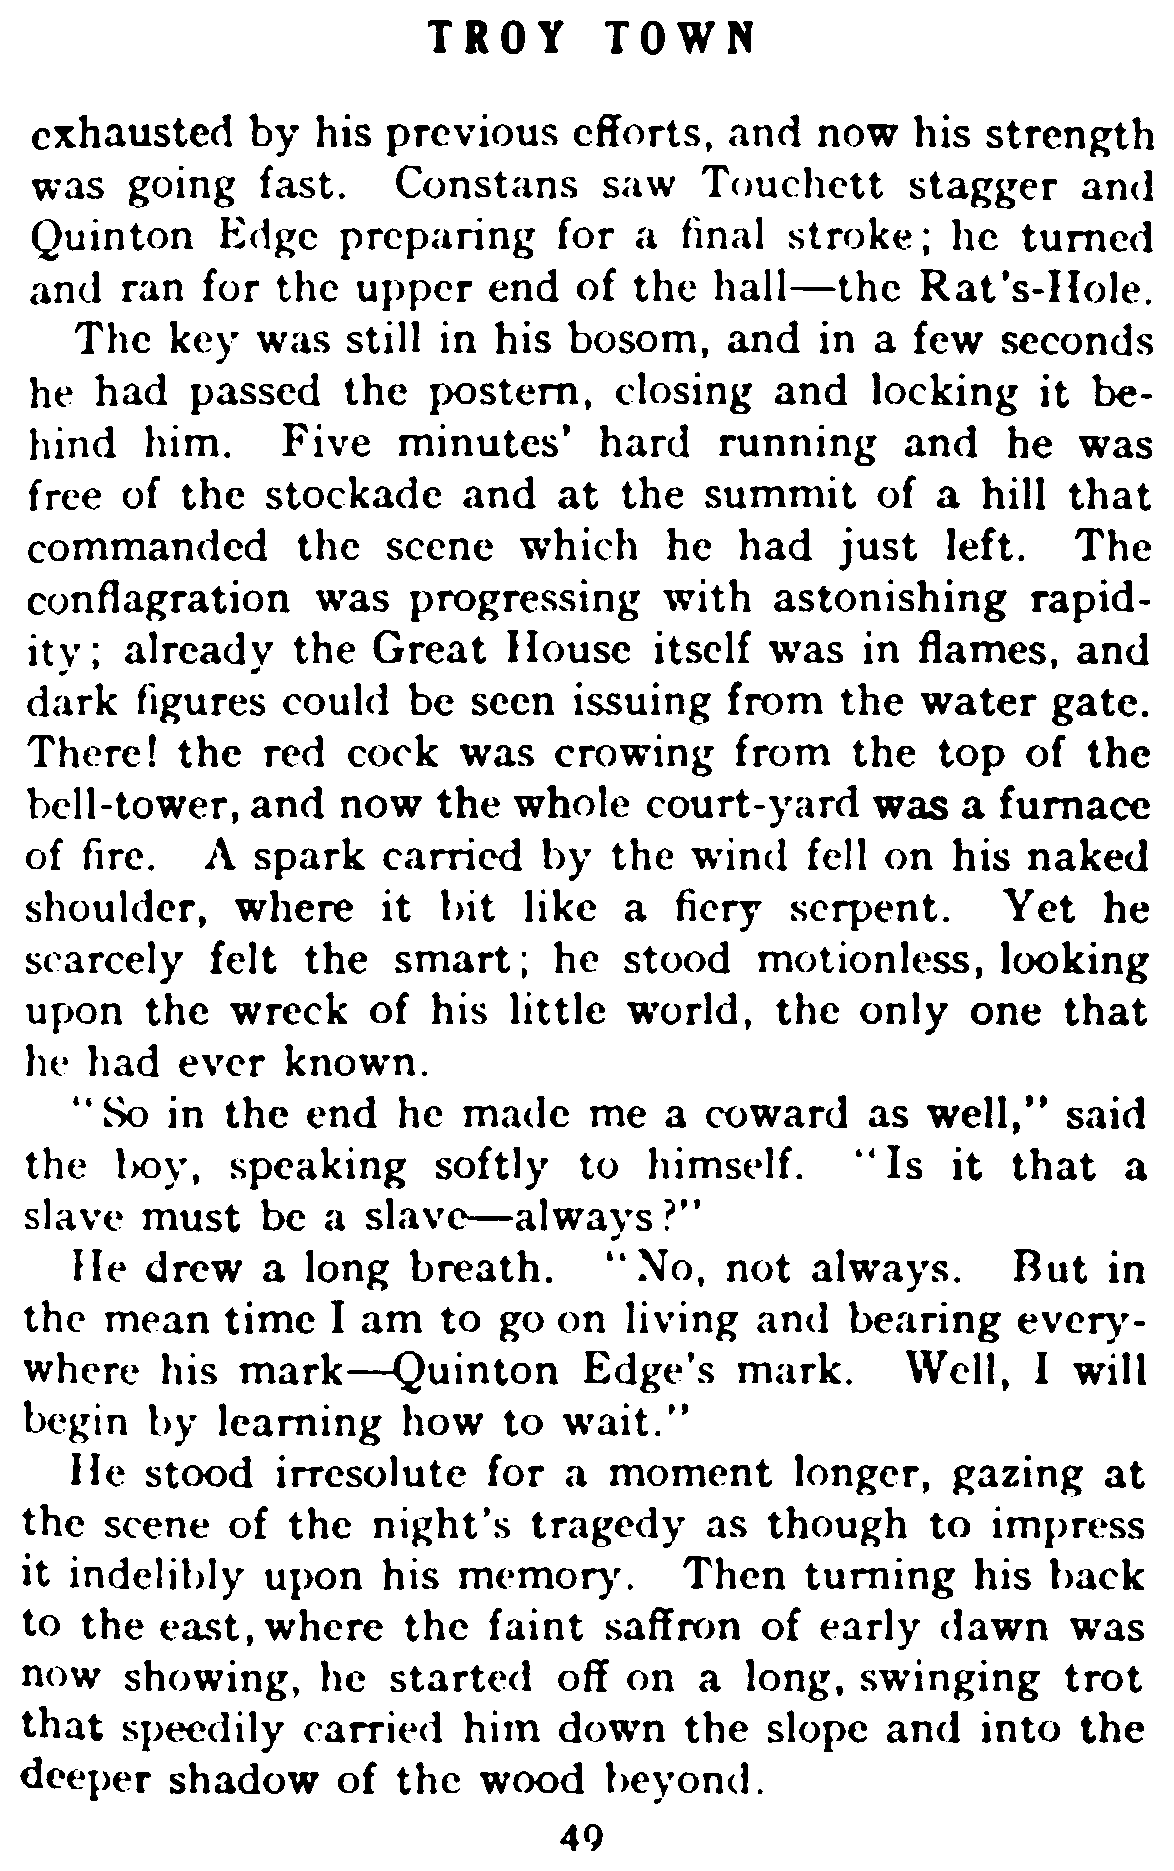 TROY TOWN
exhausted by his previous efforts, and now his strength
was going fast. Constans saw Touchett stagger and
Quinton Edge preparing for a final stroke; he turned
and ran for the upper end of the hall—the Rat's-Hole.
The key was still in his bosom, and in a few seconds
he had passed the postern, closing and locking it be-
hind him. Five minutes' hard running and he was
free of the stockade and at the summit of a hill that
commanded the scene which he had just left. The
conflagration was progressing with astonishing rapid-
ity; already the Great House itself was in flames, and
dark figures could be seen issuing from the water gate.
There! the red cock was crowing from the top of the
bell-tower, and now the whole court-yard was a furnace
of fire. A spark carried by the wind fell on his naked
shoulder, where it bit like a fiery serpent. Yet he
scarcely felt the smart; he stood motionless, looking
upon the wreck of his little world, the only one that
he had ever known.
"So in the end he made me a coward as well," said
the boy, speaking softly to himself. "Is it that a
slave must be a slave—always?"
He drew a long breath. "No, not always. But in
the mean time I am to go on living and bearing every-
where his mark—Quinton Edge's mark. Well, I will
begin by learning how to wait."
He stood irresolute for a moment longer, gazing at
the scene of the night's tragedy as though to impress
it indelibly upon his memory. Then turning his back
to the east, where the faint saffron of early dawn was
now showing, he started off on a long, swinging trot
that speedily carried him down the slope and into the
deeper shadow of the wood beyond.
49